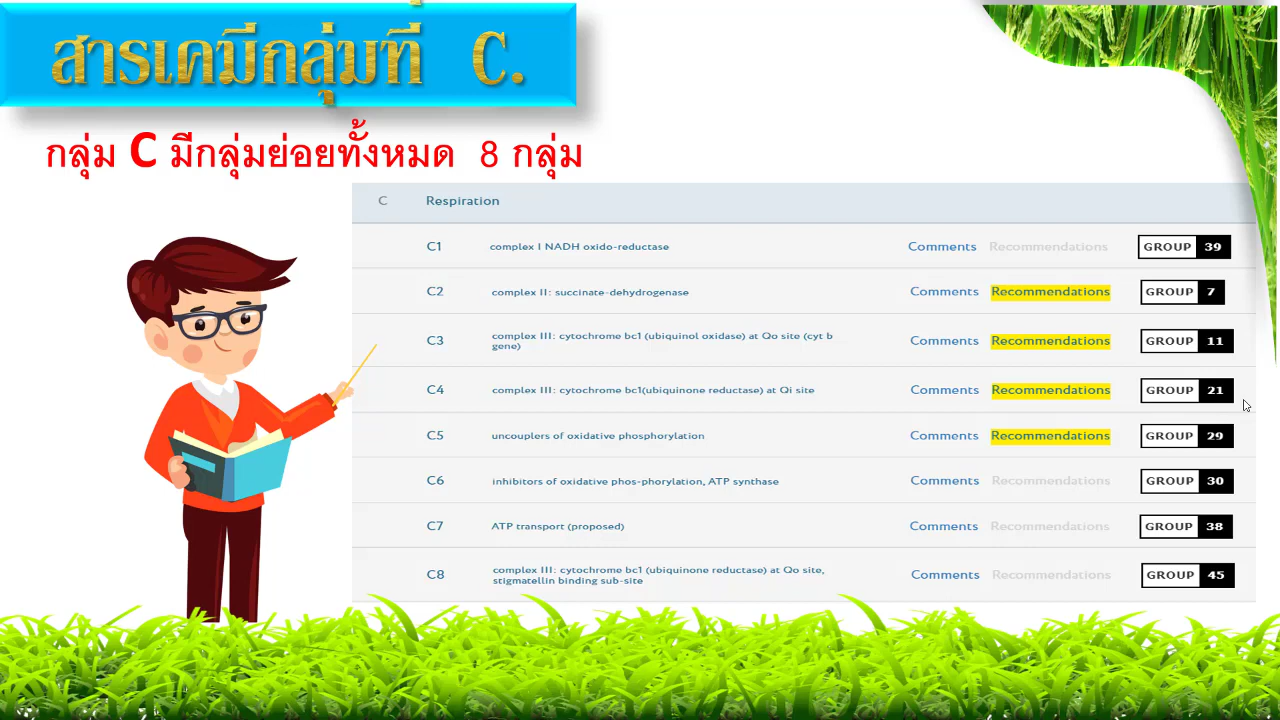 สารเคมีกลุ่มที่ C.
กลุ่ม C มีกลุ่มย่อยทั้งหมด 8 กลุ่ม
C Respiration
C1 complex I NADH oxido-reductase Comments Recommendations GROUP 39
C2 complex II: succinate-dehydrogenase Comments Recommendations GROUP 7
C3 complex III: cytochrome bc1 (ubiquinol oxidase) at Qo site (cyt b
gene) Comments Recommendations GROUP 11
C4 complex III: cytochrome bc1(ubiquinone reductase) at Qi site Comments Recommendations GROUP 21
C5 uncouplers of oxidative phosphorylation Comments Recommendations GROUP 29
C6 inhibitors of oxidative phos-phorylation, ATP synthase Comments Recommendations GROUP 30
C7 ATP transport (proposed) Comments Recommendations GROUP 38
C8 complex III: cytochrome bc1 (ubiquinone reductase) at Qo site,
stigmatellin binding sub-site Comments Recommendations GROUP 45